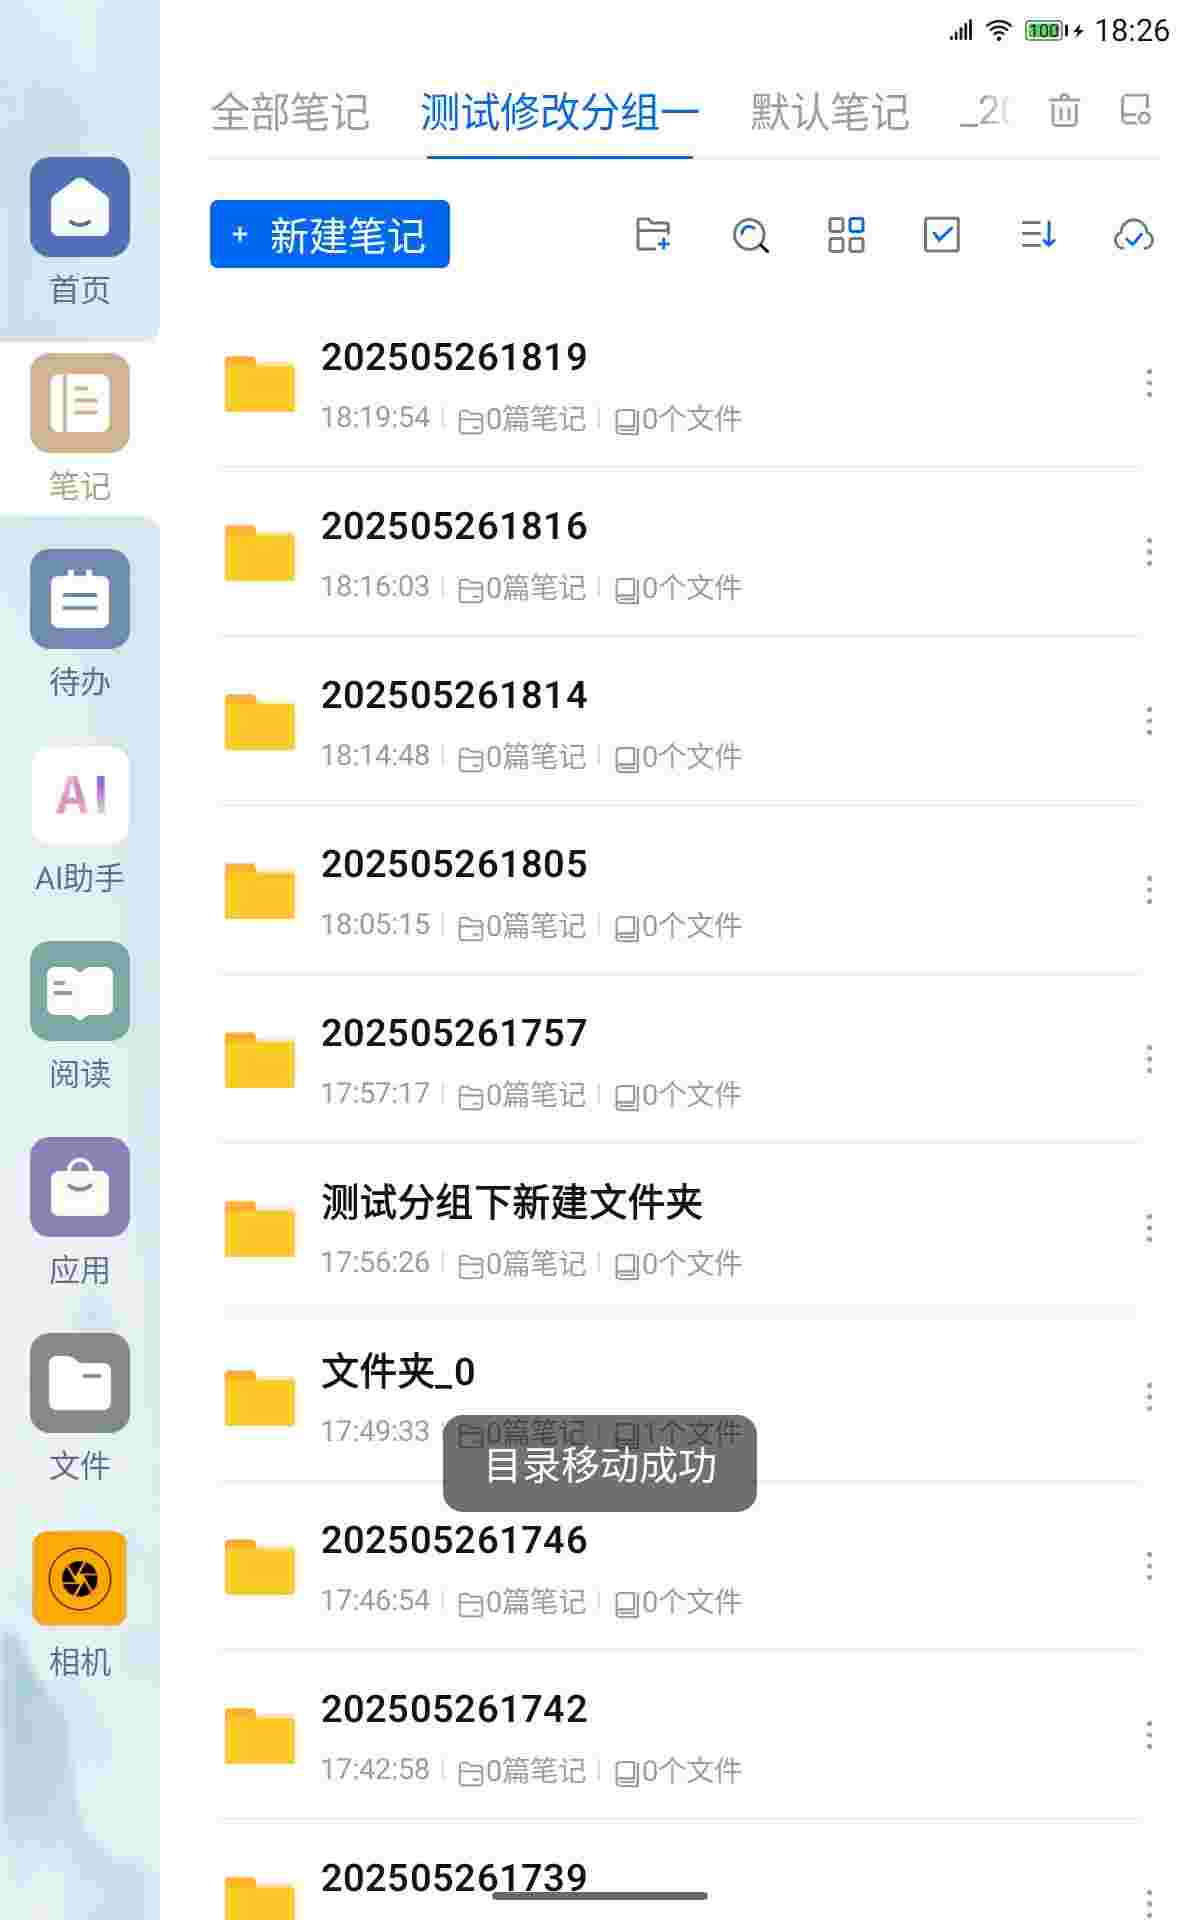 100 18:26
全部笔记 测试修改分组一 默认笔记 _20
+ 新建笔记
首页
笔记
待办
AI
AI助手
阅读
应用
文件
相机
202505261819
18:19:54 0篇笔记 0个文件
202505261816
18:16:03 0篇笔记 0个文件
202505261814
18:14:48 0篇笔记 0个文件
202505261805
18:05:15 0篇笔记 0个文件
202505261757
17:57:17 0篇笔记 0个文件
测试分组下新建文件夹
17:56:26 0篇笔记 0个文件
文件夹_0
17:49:33 0篇笔记 1个文件
目录移动成功
202505261746
17:46:54 0篇笔记 0个文件
202505261742
17:42:58 0篇笔记 0个文件
202505261739